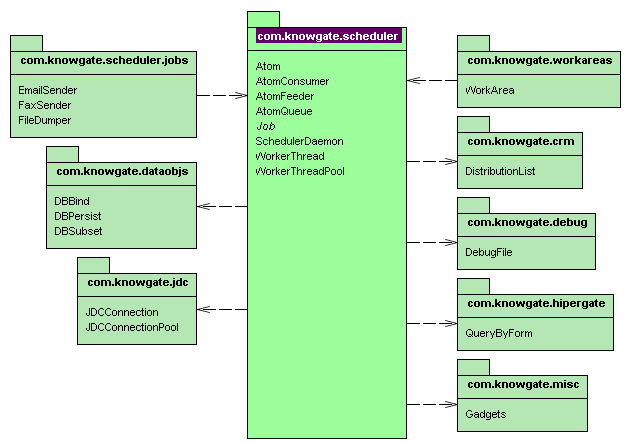 com.knowgate.scheduler
Atom
AtomConsumer
AtomFeeder
AtomQueue
Job
SchedulerDaemon
WorkerThread
WorkerThreadPool
com.knowgate.scheduler.jobs
EmailSender
FaxSender
FileDumper
com.knowgate.dataobjs
DBBind
DBPersist
DBSubset
com.knowgate.jdc
JDCConnection
JDCConnectionPool
com.knowgate.workareas
WorkArea
com.knowgate.crm
DistributionList
com.knowgate.debug
DebugFile
com.knowgate.hipergate
QueryByForm
com.knowgate.misc
Gadgets